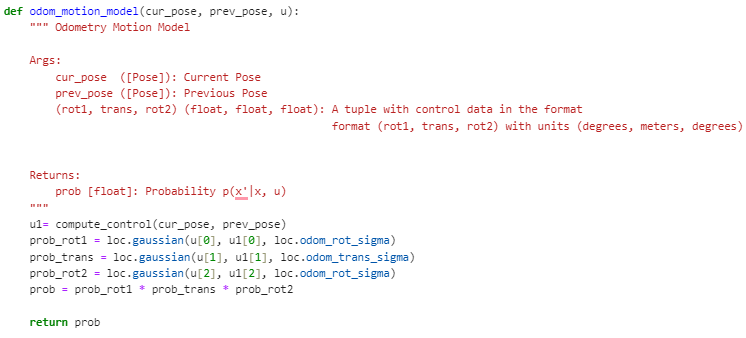 def odom_motion_model(cur_pose, prev_pose, u):
    """ Odometry Motion Model

    Args:
        cur_pose  ([Pose]): Current Pose
        prev_pose ([Pose]): Previous Pose
        (rot1, trans, rot2) (float, float, float): A tuple with control data in the format
                                                   format (rot1, trans, rot2) with units (degrees, meters, degrees)


    Returns:
        prob [float]: Probability p(x'|x, u)
    """
    u1= compute_control(cur_pose, prev_pose)
    prob_rot1 = loc.gaussian(u[0], u1[0], loc.odom_rot_sigma)
    prob_trans = loc.gaussian(u[1], u1[1], loc.odom_trans_sigma)
    prob_rot2 = loc.gaussian(u[2], u1[2], loc.odom_rot_sigma)
    prob = prob_rot1 * prob_trans * prob_rot2

    return prob